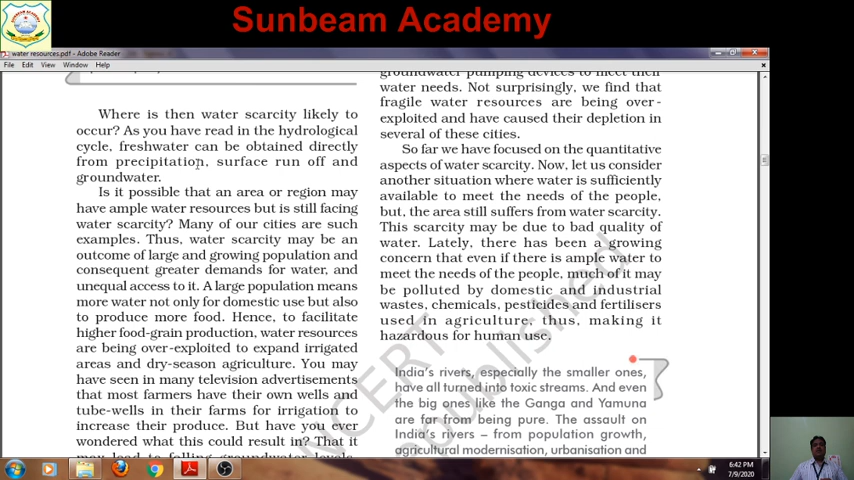 Sunbeam Academy
water resources.pdf - Adobe Reader
File Edit View Window Help
Where is then water scarcity likely to
occur? As you have read in the hydrological
cycle, freshwater can be obtained directly
from precipitation, surface run off and
groundwater.
Is it possible that an area or region may
have ample water resources but is still facing
water scarcity? Many of our cities are such
examples. Thus, water scarcity may be an
outcome of large and growing population and
consequent greater demands for water, and
unequal access to it. A large population means
more water not only for domestic use but also
to produce more food. Hence, to facilitate
higher food-grain production, water resources
are being over-exploited to expand irrigated
areas and dry-season agriculture. You may
have seen in many television advertisements
that most farmers have their own wells and
tube-wells in their farms for irrigation to
increase their produce. But have you ever
wondered what this could result in? That it
may lead to falling groundwater levels,
groundwater pumping devices to meet their
water needs. Not surprisingly, we find that
fragile water resources are being over-
exploited and have caused their depletion in
several of these cities.
So far we have focused on the quantitative
aspects of water scarcity. Now, let us consider
another situation where water is sufficiently
available to meet the needs of the people,
but, the area still suffers from water scarcity.
This scarcity may be due to bad quality of
water. Lately, there has been a growing
concern that even if there is ample water to
meet the needs of the people, much of it may
be polluted by domestic and industrial
wastes, chemicals, pesticides and fertilisers
used in agriculture, thus, making it
hazardous for human use.
India's rivers, especially the smaller ones,
have all turned into toxic streams. And even
the big ones like the Ganga and Yamuna
are far from being pure. The assault on
India's rivers – from population growth,
agricultural modernisation, urbanisation and
NCERT
republished
6:42 PM
7/9/2020